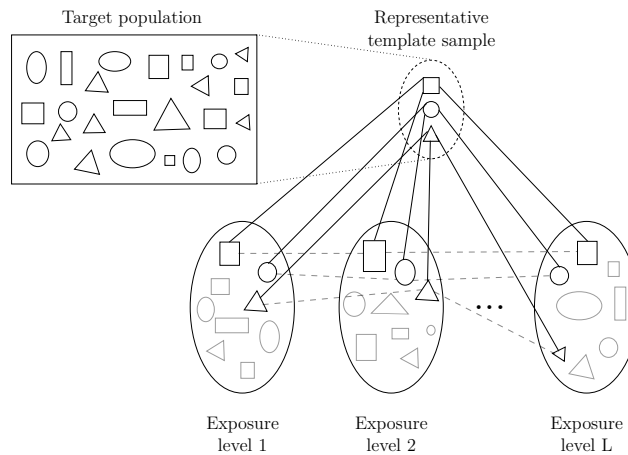 Target population
Representative
template sample
...
Exposure
level 1
Exposure
level 2
Exposure
level L